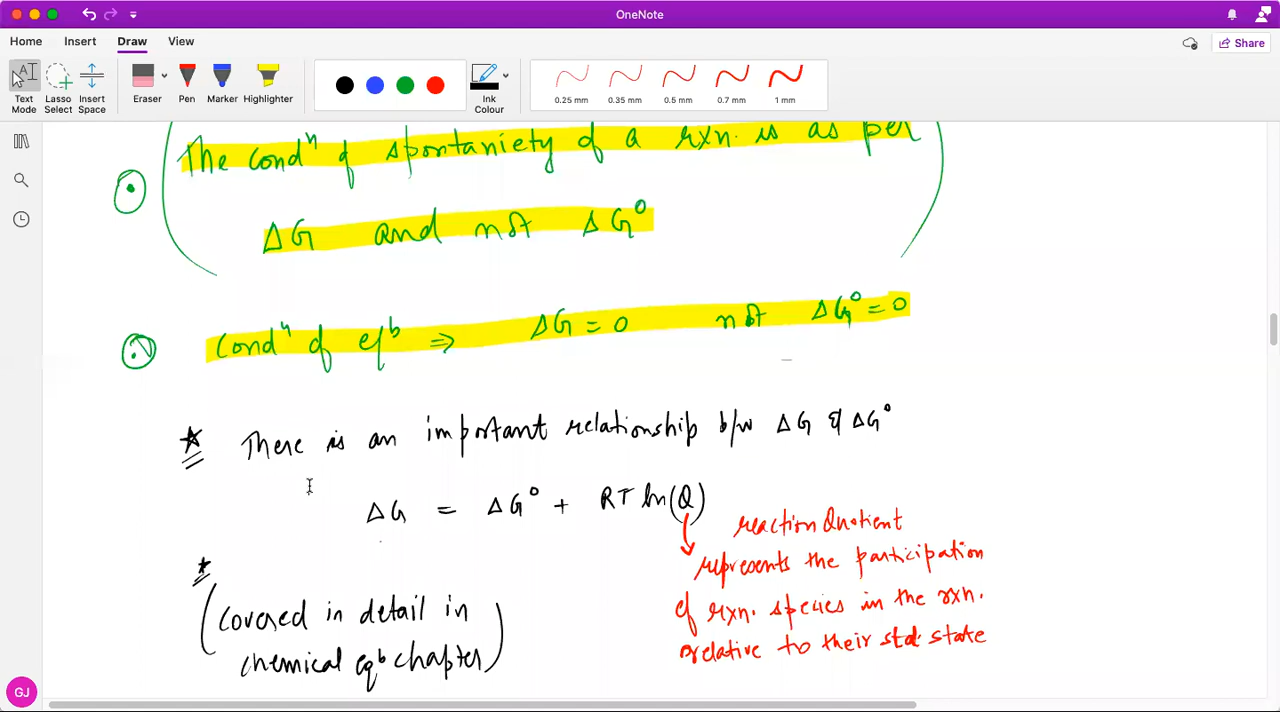 OneNote
Home Insert Draw View
Share
Text Mode
Lasso Select
Insert Space
Eraser
Pen
Marker
Highlighter
Ink Colour
0.25 mm 0.35 mm 0.5 mm 0.7 mm 1 mm
The condⁿ of spontaniety of a rxn. is as per
ΔG and not ΔG⁰
Condⁿ of eqᵇ ⇒ ΔG = 0 not ΔG⁰ = 0
There is an important relationship b/w ΔG & ΔG⁰
ΔG = ΔG⁰ + RT ln(Q)
reaction Quotient
represents the participation
of rxn. species in the rxn.
relative to their std. state
(covered in detail in
chemical eqᵇ chapter)
GJ